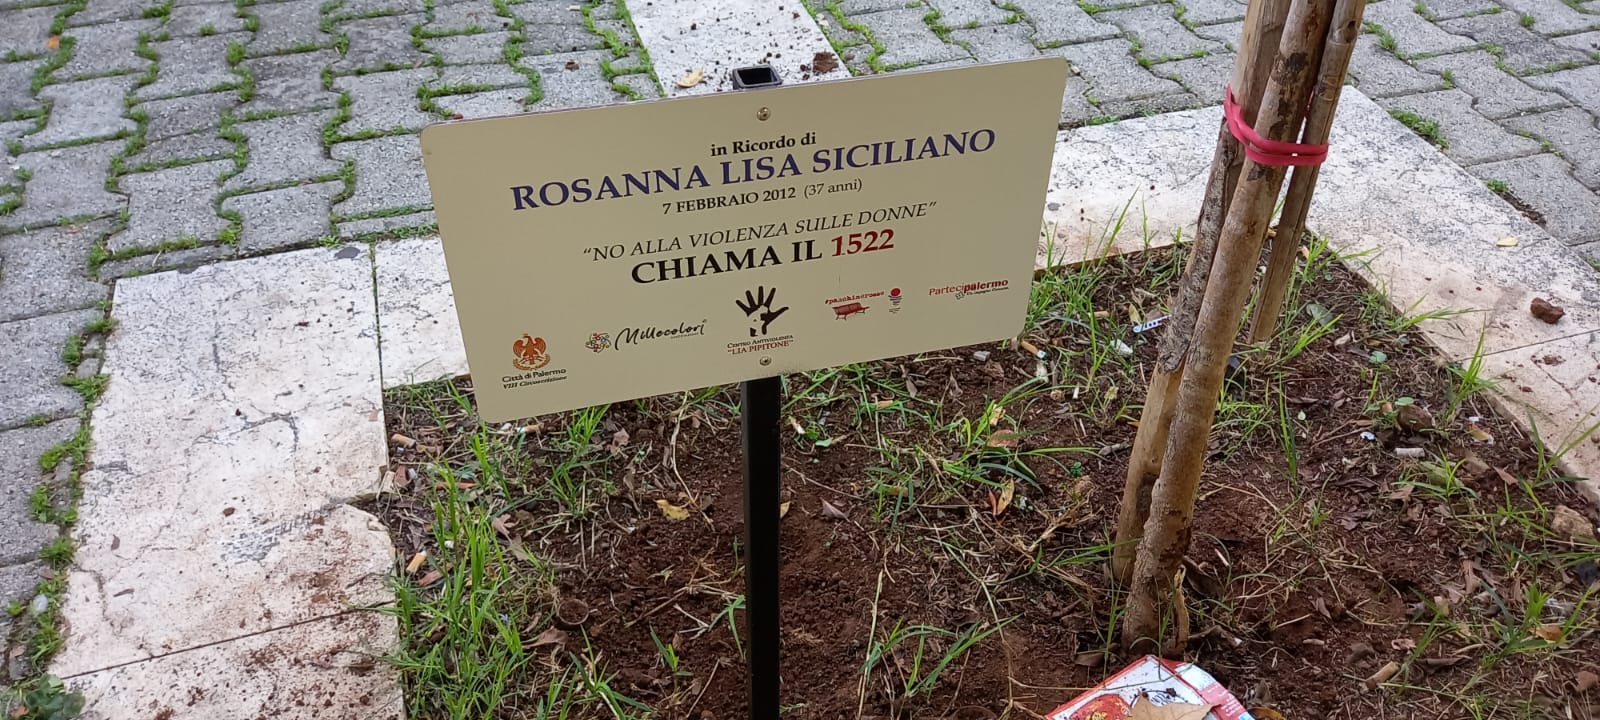 in Ricordo di
ROSANNA LISA SICILIANO
7 FEBBRAIO 2012 (37 anni)
“NO ALLA VIOLENZA SULLE DONNE”
CHIAMA IL 1522
Città di Palermo
VIII Circoscrizione
Millecolori
CENTRO ANTIVIOLENZA
“LIA PIPITONE”
#panchinerosse
Partecipalermo